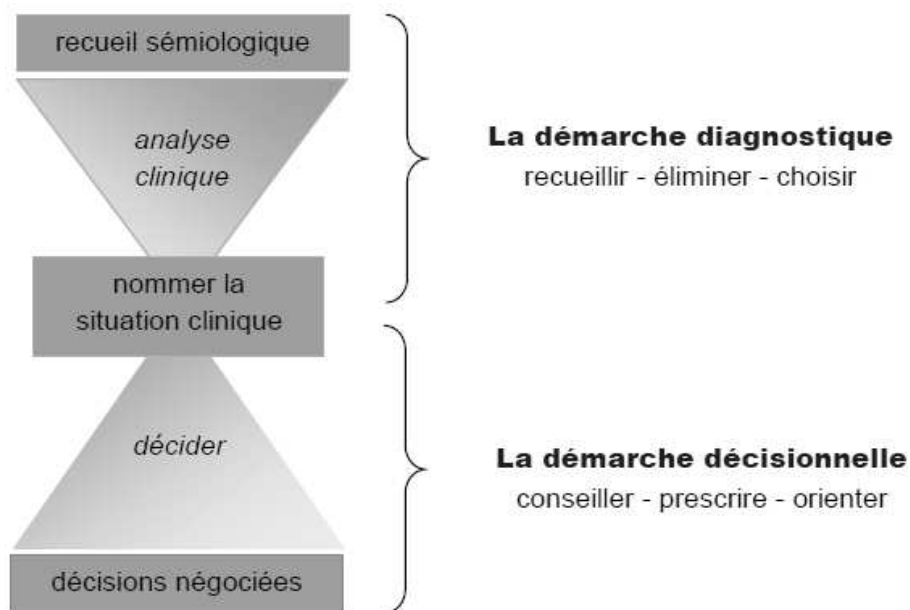 recueil sémiologique
analyse
clinique
La démarche diagnostique
recueillir - éliminer - choisir
nommer la
situation clinique
décider
La démarche décisionnelle
conseiller - prescrire - orienter
décisions négociées